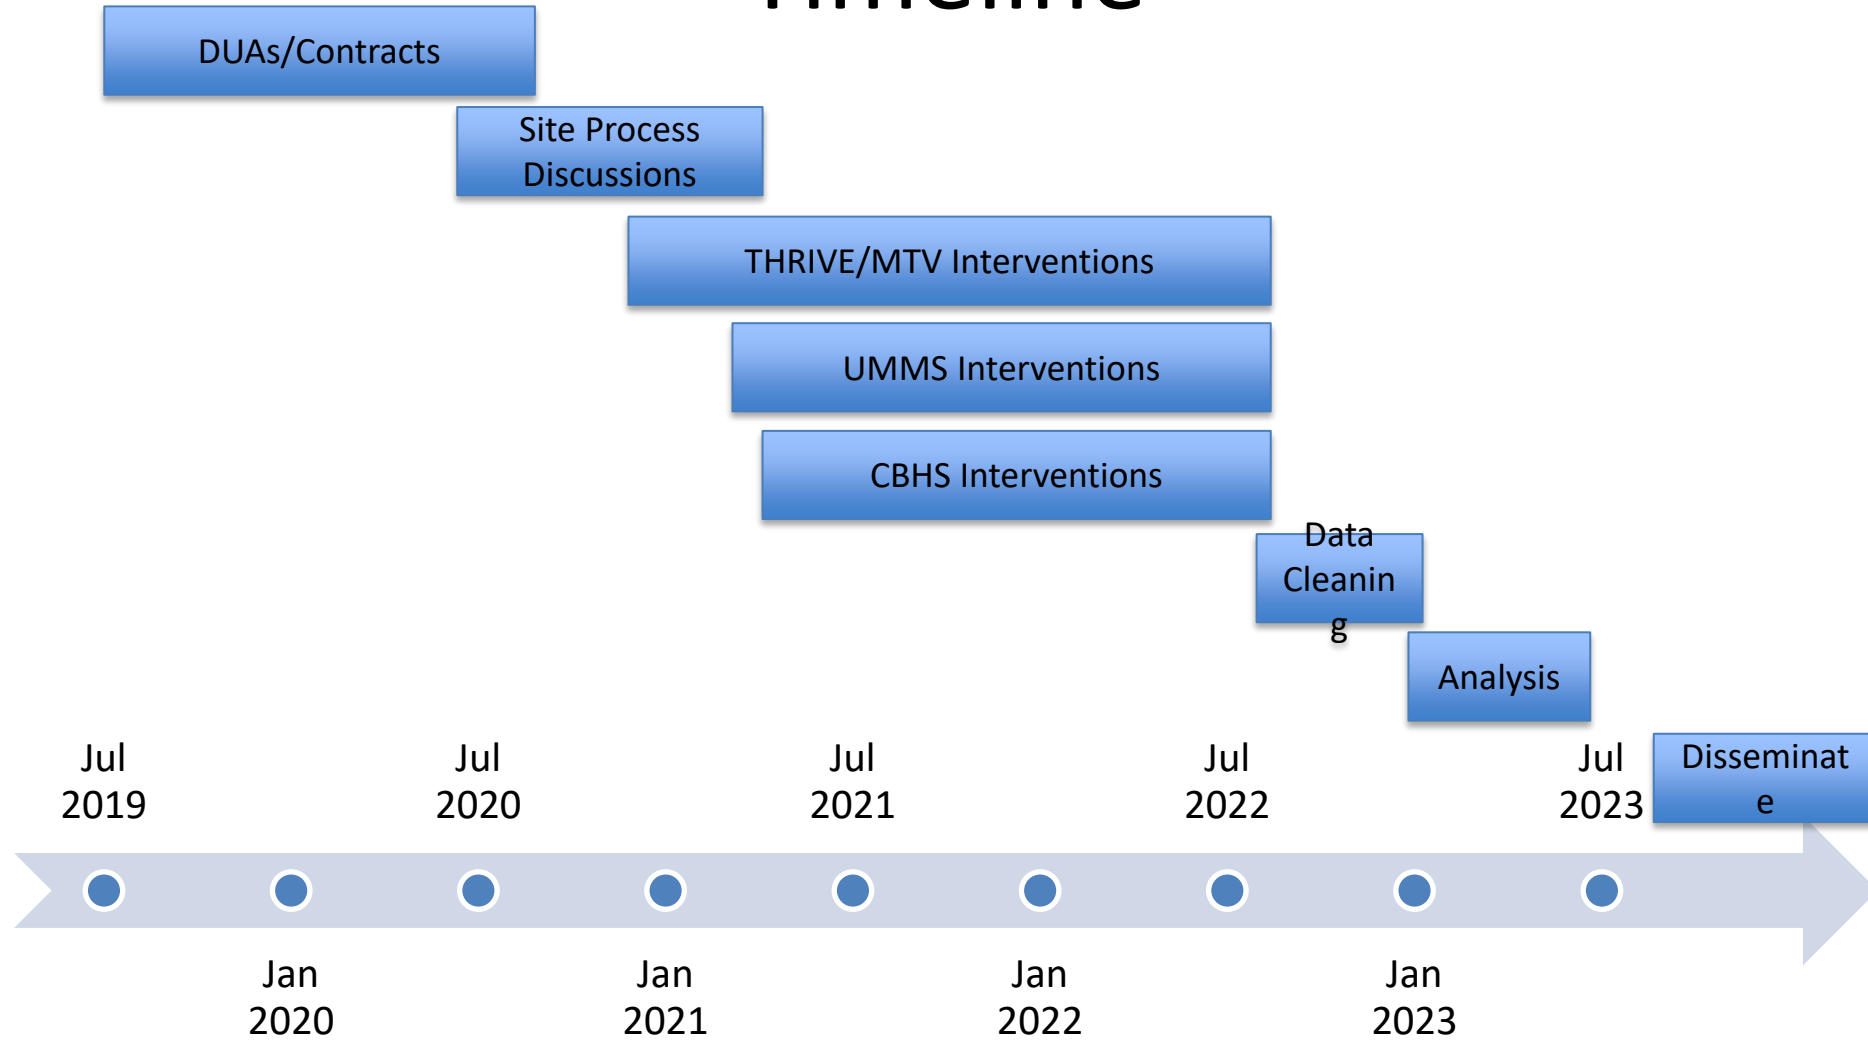 Timeline
DUAs/Contracts
Site Process
Discussions
THRIVE/MTV Interventions
UMMS Interventions
CBHS Interventions
Data
Cleanin
g
Analysis
Disseminat
e
Jul
2019
Jul
2020
Jul
2021
Jul
2022
Jul
2023
Jan
2020
Jan
2021
Jan
2022
Jan
2023